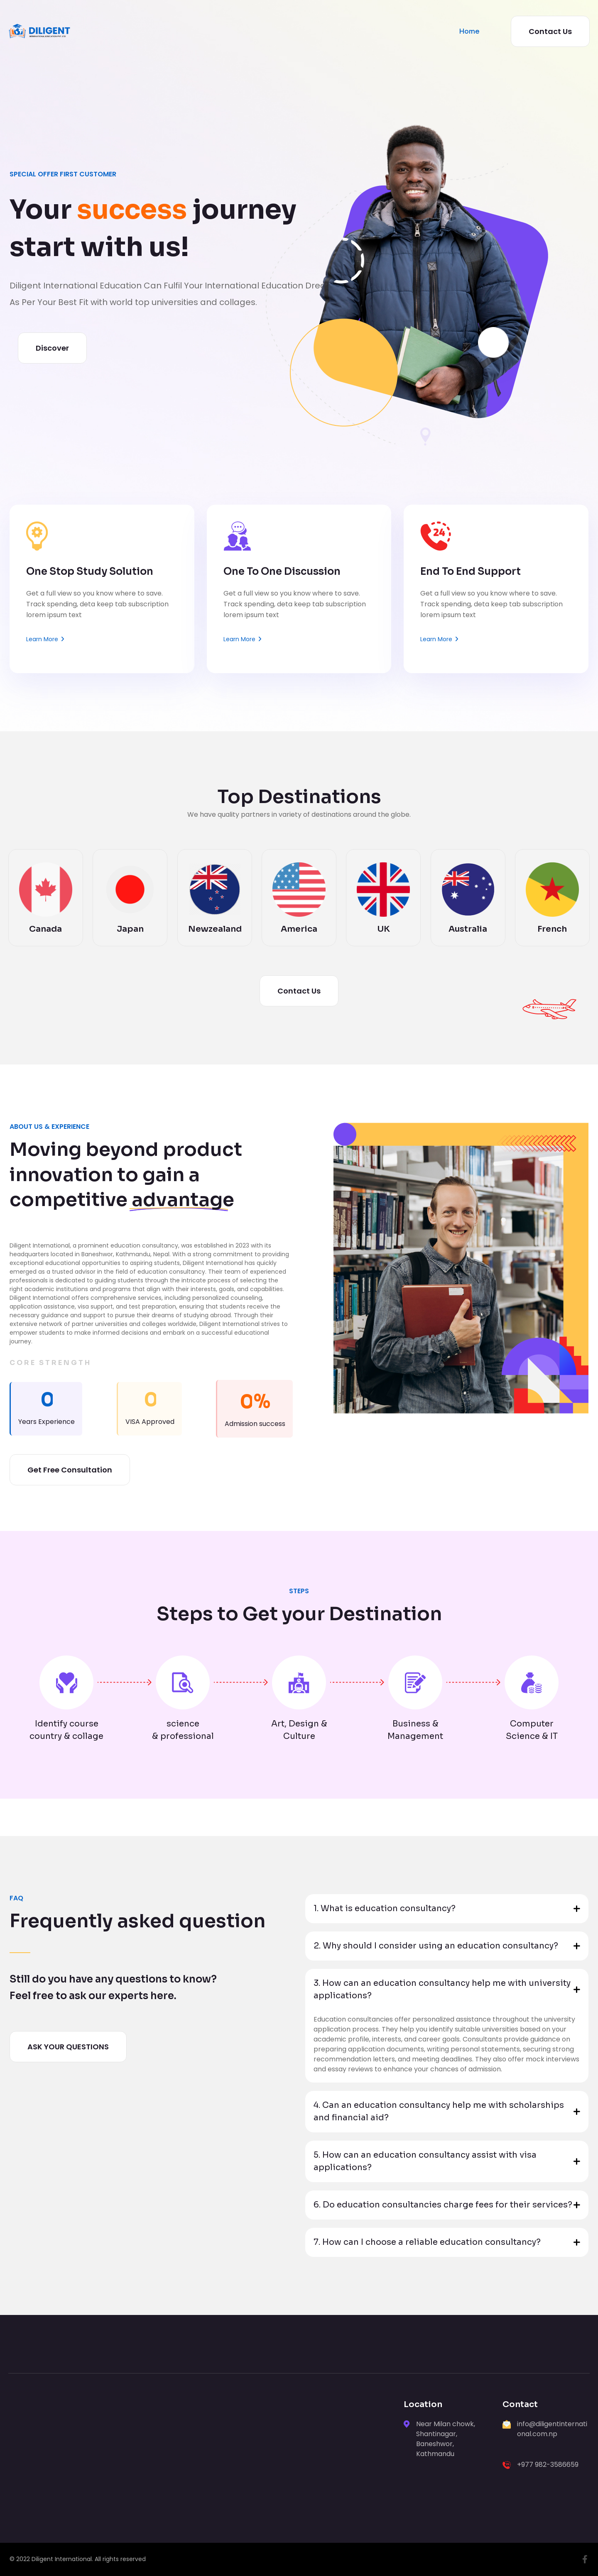 DILIGENT
Home
Contact Us
SPECIAL OFFER FIRST CUSTOMER
Your success journey
start with us!
Diligent International Education Can Fulfil Your International Education
As Per Your Best Fit with world top universities and collages.
Discover
One Stop Study Solution
Get a full view so you know where to save.
Track spending, deta keep tab subscription
lorem ipsum text
Learn More
One To One Discussion
Get a full view so you know where to save.
Track spending, deta keep tab subscription
lorem ipsum text
Learn More
24
End To End Support
Get a full view so you know where to save.
Track spending, deta keep tab subscription
lorem ipsum text
Learn More
Top Destinations
We have quality partners in variety of destinations around the globe.
Canada
Japan
Newzealand
America
UK
Australia
French
Contact Us
ABOUT US & EXPERIENCE
Moving beyond product
innovation to gain a
competitive advantage
Diligent International, a prominent education consultancy, was established in 2023 with its
headquarters located in Baneshwor, Kathmandu, Nepal. With a strong commitment to providing
exceptional educational opportunities to aspiring students, Diligent International has quickly
emerged as a trusted advisor in the field of education consultancy. Their team of experienced
professionals is dedicated to guiding students through the intricate process of selecting the
right academic institutions and programs that align with their interests, goals, and capabilities.
Diligent International offers comprehensive services, including personalized counseling,
application assistance, visa support, and test preparation, ensuring that students receive the
necessary guidance and support to pursue their dreams of studying abroad. Through their
extensive network of partner universities and colleges worldwide, Diligent International strives to
empower students to make informed decisions and embark on a successful educational
journey.
CORE STRENGTH
0
Years Experience
0
VISA Approved
0%
Admission success
Get Free Consultation
STEPS
Steps to Get your Destination
Identify course
country & collage
science
& professional
Art, Design &
Culture
Business &
Management
Computer
Science & IT
FAQ
Frequently asked question
Still do you have any questions to know?
Feel free to ask our experts here.
ASK YOUR QUESTIONS
1. What is education consultancy?
2. Why should I consider using an education consultancy?
3. How can an education consultancy help me with university
applications?
Education consultancies offer personalized assistance throughout the university
application process. They help you identify suitable universities based on your
academic profile, interests, and career goals. Consultants provide guidance on
preparing application documents, writing personal statements, securing strong
recommendation letters, and meeting deadlines. They also offer mock interviews
and essay reviews to enhance your chances of admission.
4. Can an education consultancy help me with scholarships
and financial aid?
5. How can an education consultancy assist with visa
applications?
6. Do education consultancies charge fees for their services?
7. How can I choose a reliable education consultancy?
Location
Near Milan chowk,
Shantinagar,
Baneshwor,
Kathmandu
Contact
info@diligentinternati
onal.com.np
+977 982-3586659
© 2022 Diligent International. All rights reserved